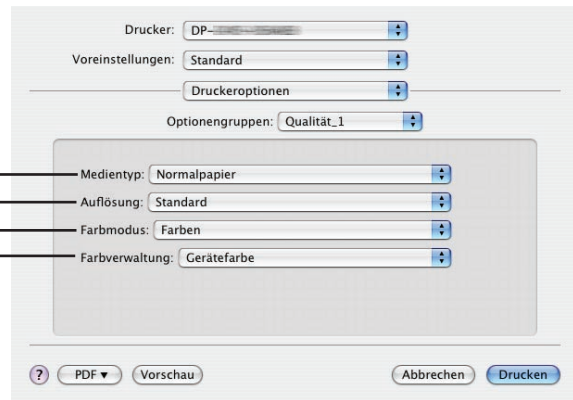 Drucker: DP-
Voreinstellungen: Standard
Druckeroptionen
Optionengruppen: Qualität_1
Medientyp: Normalpapier
Auflösung: Standard
Farbmodus: Farben
Farbverwaltung: Gerätefarbe
? PDF ▼ Vorschau Abbrechen Drucken